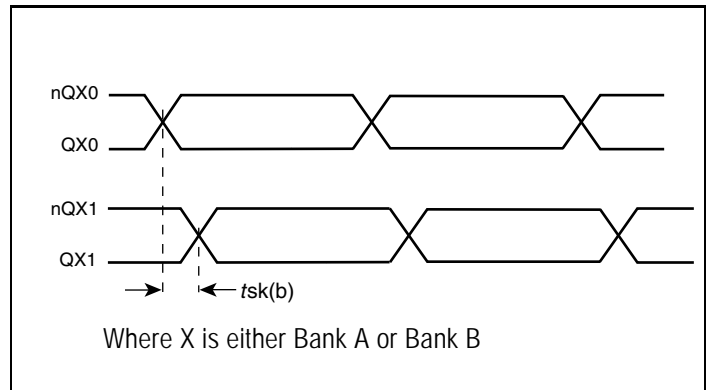 nQX0
QX0
nQX1
QX1
tsk(b)
Where X is either Bank A or Bank B